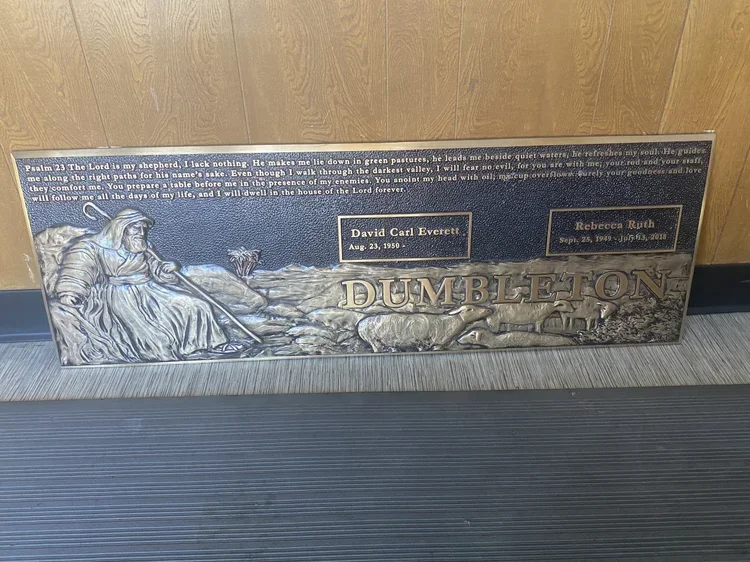 Psalm 23 The Lord is my shepherd, I lack nothing. He makes me lie down in green pastures, he leads me beside quiet waters, he refreshes my soul. He guides
me along the right paths for his name's sake. Even though I walk through the darkest valley, I will fear no evil, for you are with me; your rod and your staff,
they comfort me. You prepare a table before me in the presence of my enemies. You anoint my head with oil; my cup overflows. Surely your goodness and love
will follow me all the days of my life, and I will dwell in the house of the Lord forever.
David Carl Everett
Aug. 23, 1950 -
Rebecca Ruth
Sept. 25, 1949 - July 13, 2018
DUMBLETON